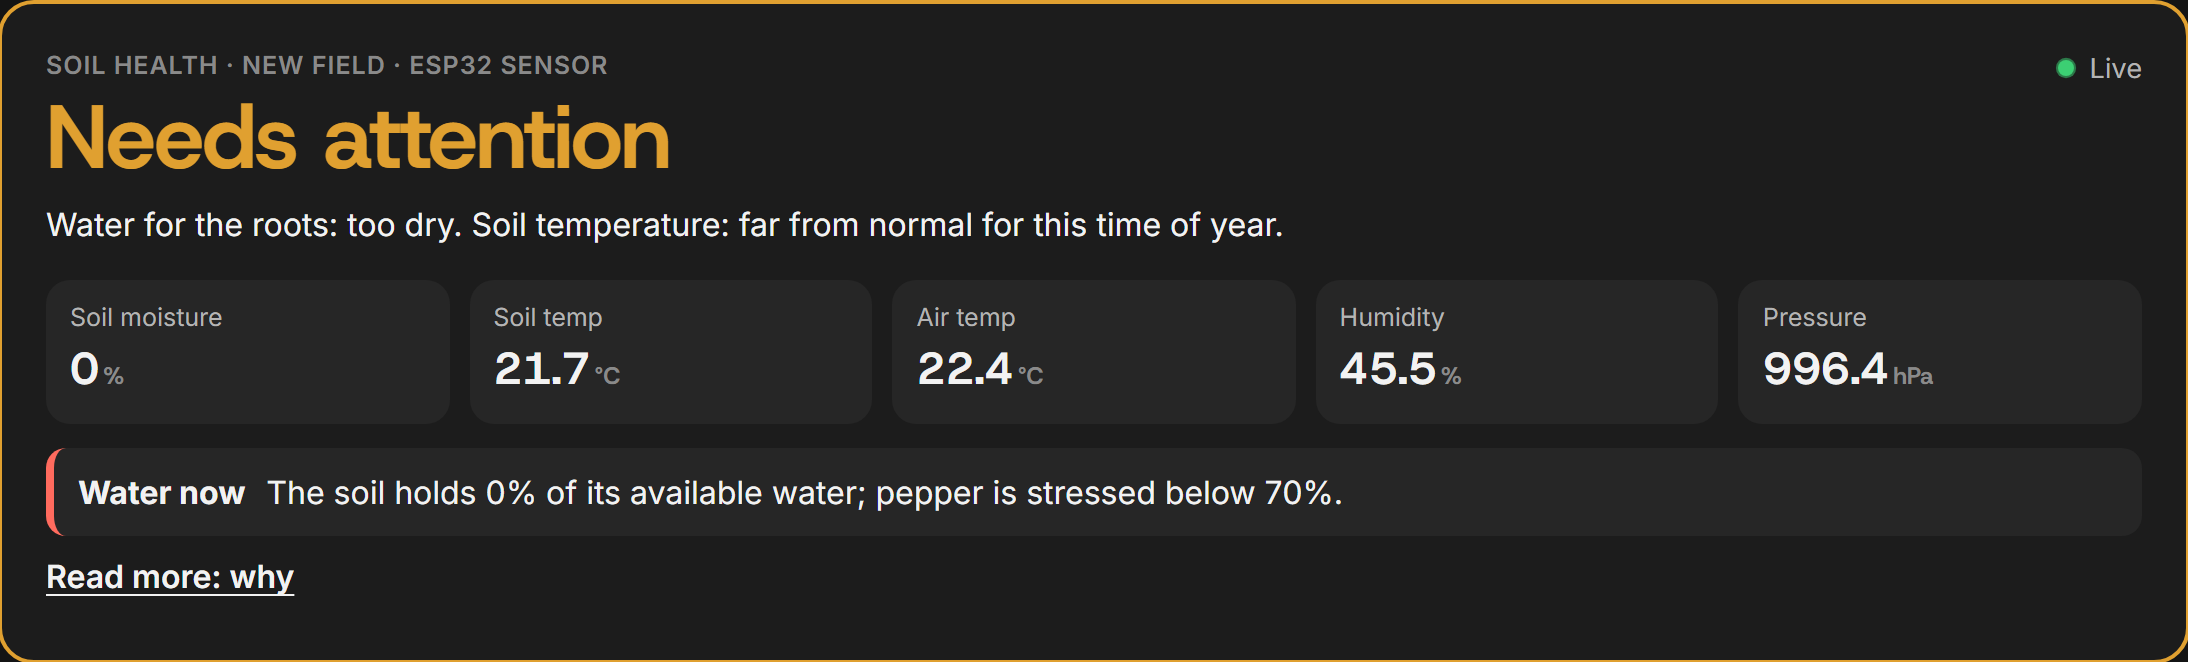 SOIL HEALTH · NEW FIELD · ESP32 SENSOR
Live
Needs attention
Water for the roots: too dry. Soil temperature: far from normal for this time of year.
Soil moisture
0 %
Soil temp
21.7 °C
Air temp
22.4 °C
Humidity
45.5 %
Pressure
996.4 hPa
Water now The soil holds 0% of its available water; pepper is stressed below 70%.
Read more: why